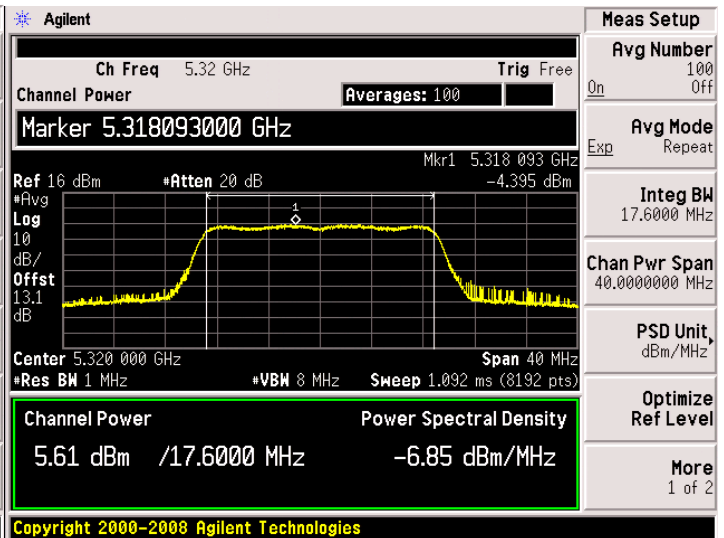 Agilent
Ch Freq 5.32 GHz Trig Free
Channel Power Averages: 100
Marker 5.318093000 GHz
Mkr1 5.318 093 GHz
Ref 16 dBm #Atten 20 dB -4.395 dBm
#Avg
Log
10
dB/
Offst
13.1
dB
1
Center 5.320 000 GHz Span 40 MHz
#Res BW 1 MHz #VBW 8 MHz Sweep 1.092 ms (8192 pts)
Channel Power Power Spectral Density
5.61 dBm /17.6000 MHz -6.85 dBm/MHz
Copyright 2000-2008 Agilent Technologies
Meas Setup
Avg Number
100
On Off
Avg Mode
Exp Repeat
Integ BW
17.6000 MHz
Chan Pwr Span
40.0000000 MHz
PSD Unit
dBm/MHz
Optimize
Ref Level
More
1 of 2